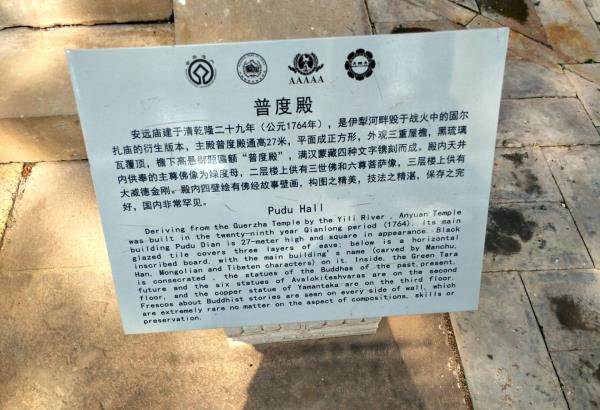 AAAAA
普度殿
安远庙建于清乾隆二十九年（公元1764年），是伊犁河畔毁于战火中的固尔
扎庙的衍生版本，主殿普度殿通高27米，平面成正方形，外观三重屋檐，黑琉璃
瓦覆顶，檐下高悬御题匾额“普度殿”，满汉蒙藏四种文字镌刻而成。殿内天井
内供奉的主尊佛像为绿度母，二层楼上供有三世佛和六尊菩萨像，三层楼上供有
大威德金刚。殿内四壁绘有佛经故事壁画，构图之精美，技法之精湛，保存之完
好，国内非常罕见。
Pudu Hall
Deriving from the Guerzha Temple by the Yili River , Anyuan Temple
was built in the twenty-ninth year Qianlong period (1764); its main
building Pudu Dian is 27-meter high and square in appearance. Black
glazed tile covers three layers of eave; below is a horizontal
inscribed board, with the main building's name (carved by Manchu,
Han, Mongolian and Tibeten characters) on it. Inside, the Green Tara
is consecrated , the statues of the Buddhas of the past,present,
future and the six statues of Avalokiteshvaras are on the second
floor, and the copper statue of Yamantaka are on the third floor.
Frescos about Buddhist stories are seen on every side of wall, which
are extremely rare no matter on the aspect of compositions, skills or
preservation.